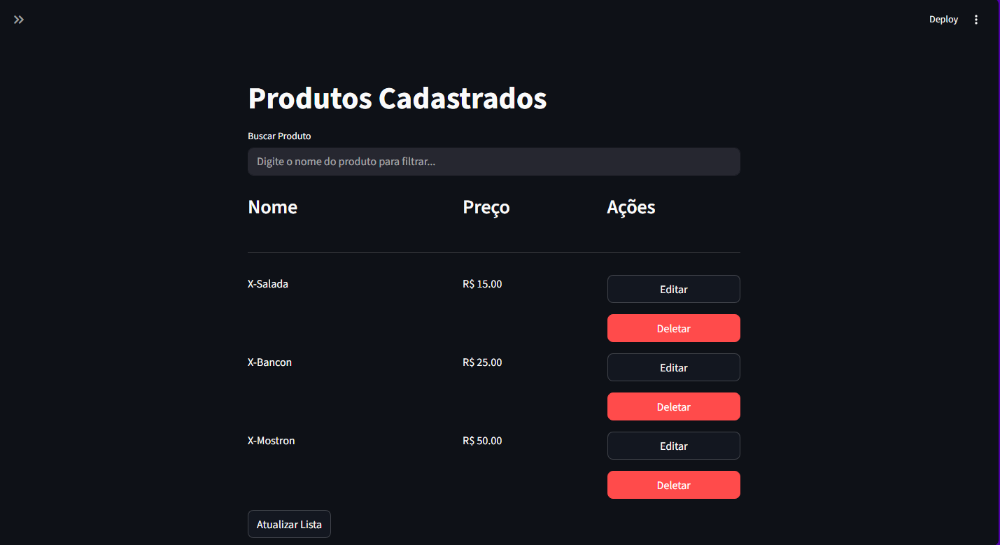 Deploy
Produtos Cadastrados
Buscar Produto
Digite o nome do produto para filtrar...
Nome Preço Ações
X-Salada R$ 15.00 Editar
Deletar
X-Bancon R$ 25.00 Editar
Deletar
X-Mostron R$ 50.00 Editar
Deletar
Atualizar Lista